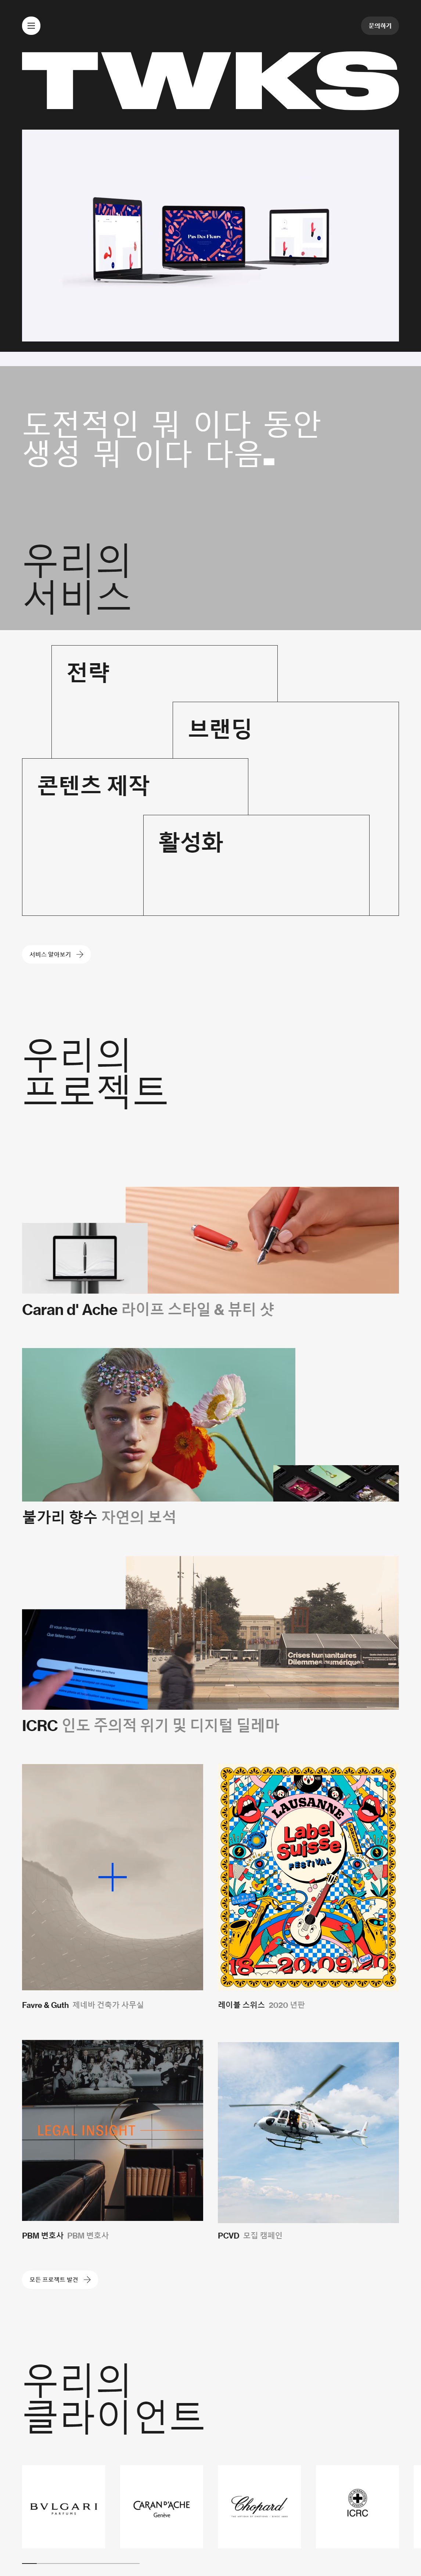 문의하기
TWKS
Pas Des Fleurs
도전적인 뭐 이다 동안
생성 뭐 이다 다음
우리의
서비스
전략
브랜딩
콘텐츠 제작
활성화
서비스 알아보기
우리의
프로젝트
Caran d' Ache 라이프 스타일 & 뷰티 샷
불가리 향수 자연의 보석
Crises humanitaires
Dilemmes numériques
ICRC 인도 주의적 위기 및 디지털 딜레마
LAUSANNE
Label
Suisse
FESTIVAL
18–20.09.20
Favre & Guth 제네바 건축가 사무실
레이블 스위스 2020 년판
LEGAL INSIGHT
PBM 변호사 PBM 변호사
PCVD 모집 캠페인
모든 프로젝트 발견
우리의
클라이언트
BVLGARI
PARFUMS
CARAN D'ACHE
Genève
Chopard
ICRC